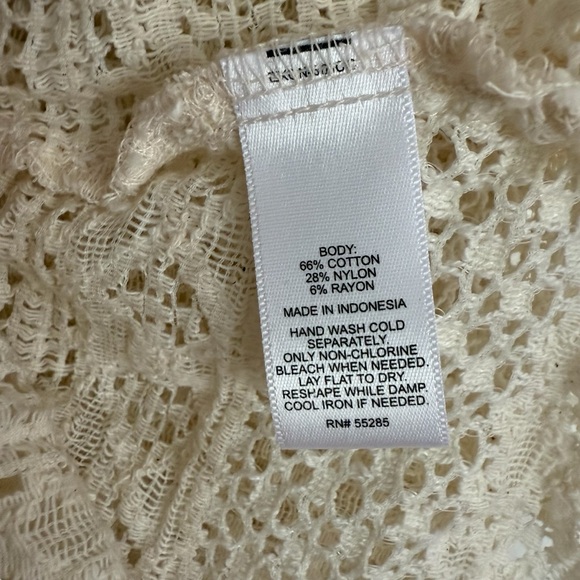 BODY:
66% COTTON
28% NYLON
6% RAYON
MADE IN INDONESIA
HAND WASH COLD
SEPARATELY.
ONLY NON-CHLORINE
BLEACH WHEN NEEDED.
LAY FLAT TO DRY.
RESHAPE WHILE DAMP.
COOL IRON IF NEEDED.
RN# 55285